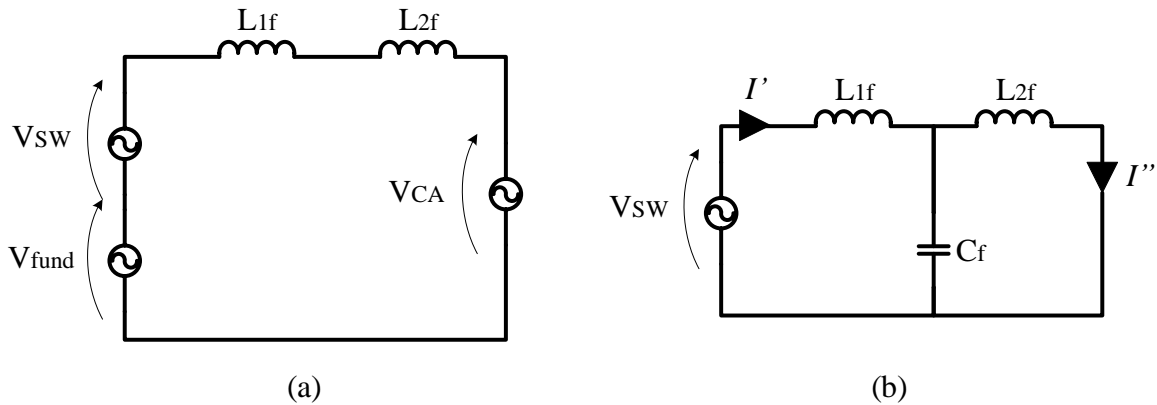 L1f
L2f
VSW
Vfund
VCA
(a)
I’
L1f
L2f
I’’
VSW
Cf
(b)